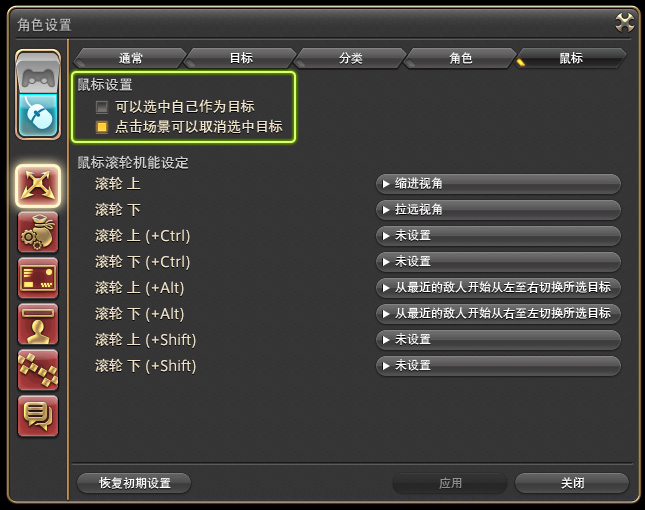 角色设置
通常 目标 分类 角色 鼠标
鼠标设置
可以选中自己作为目标
点击场景可以取消选中目标
鼠标滚轮机能设定
滚轮 上 缩进视角
滚轮 下 拉远视角
滚轮 上 (+Ctrl) 未设置
滚轮 下 (+Ctrl) 未设置
滚轮 上 (+Alt) 从最近的敌人开始从左至右切换所选目标
滚轮 下 (+Alt) 从最近的敌人开始从右至左切换所选目标
滚轮 上 (+Shift) 未设置
滚轮 下 (+Shift) 未设置
恢复初期设置 应用 关闭